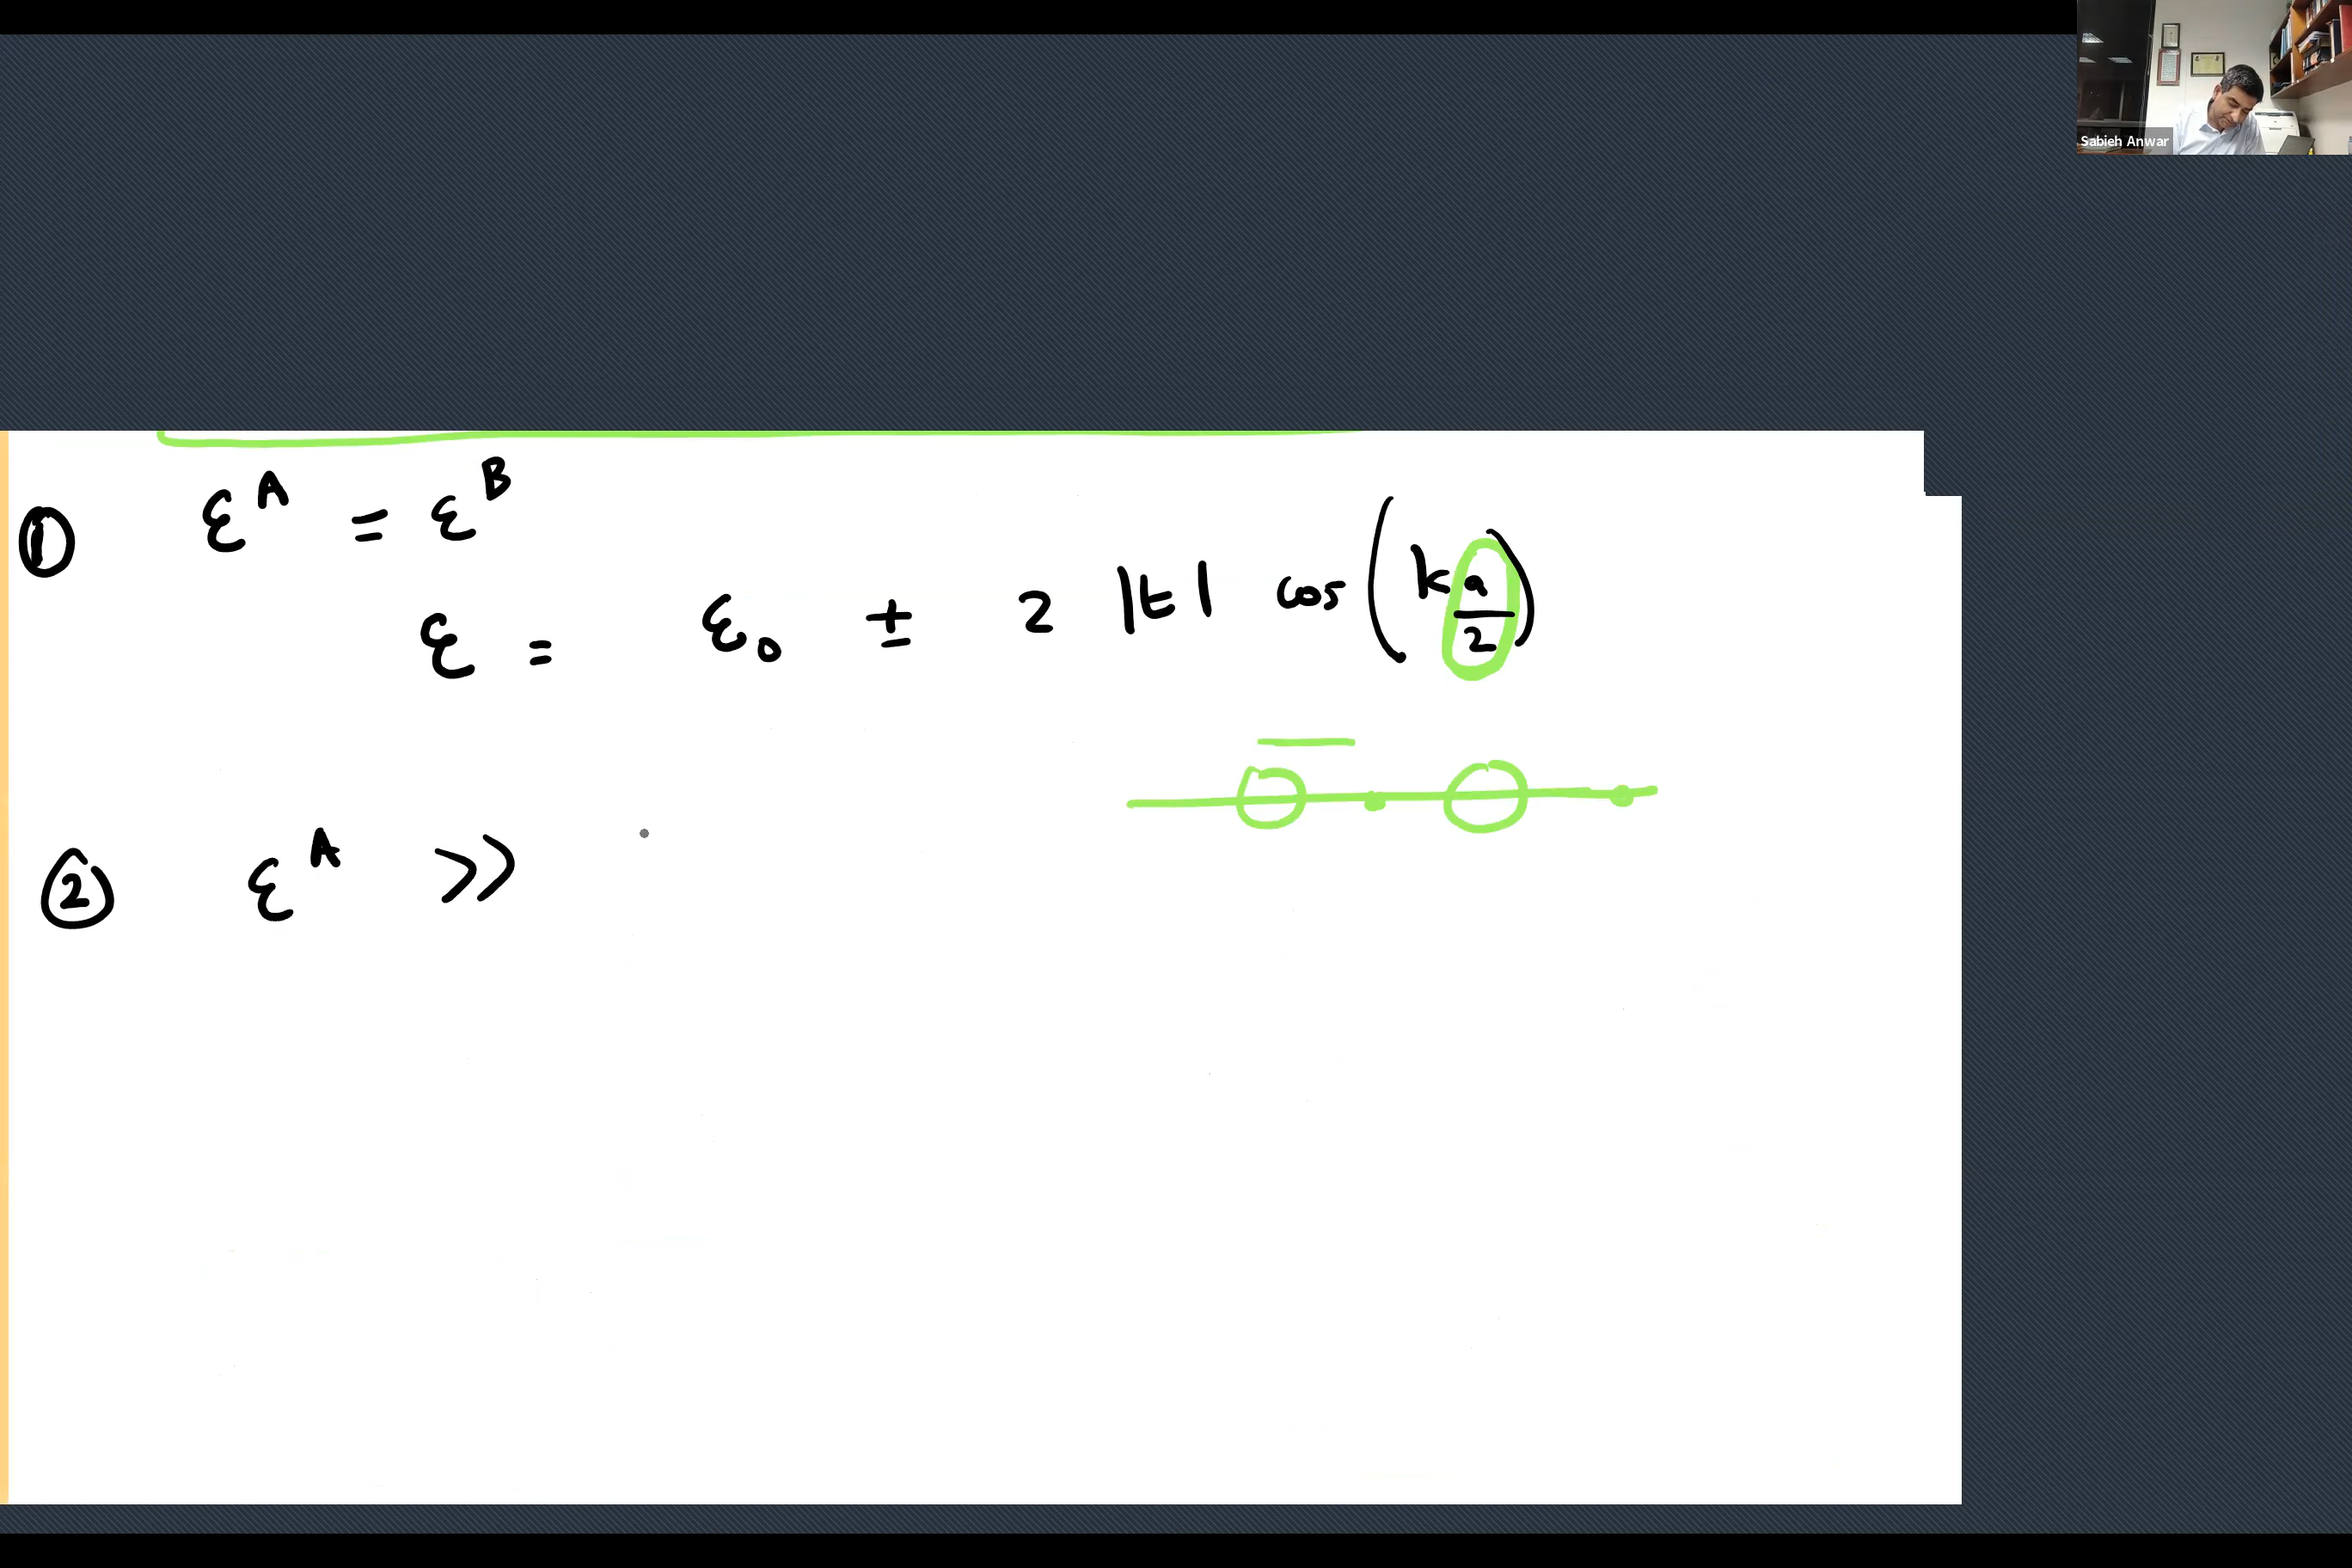 Sabieh Anwar
① ε^A = ε^B
ε = ε₀ ± 2 |t| cos(k a/2)
② ε^A >>